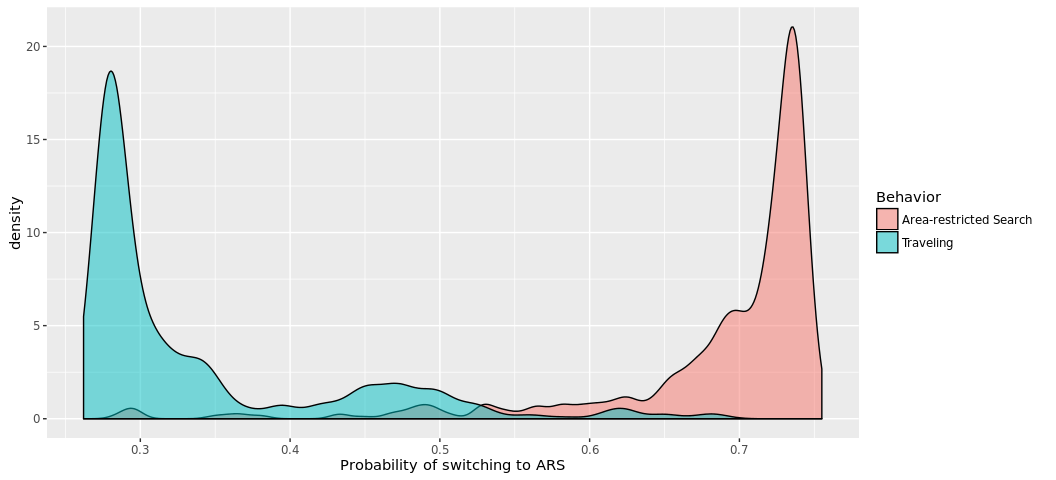 20
15
10
5
0
density
0.3 0.4 0.5 0.6 0.7
Probability of switching to ARS
Behavior
Area-restricted Search
Traveling